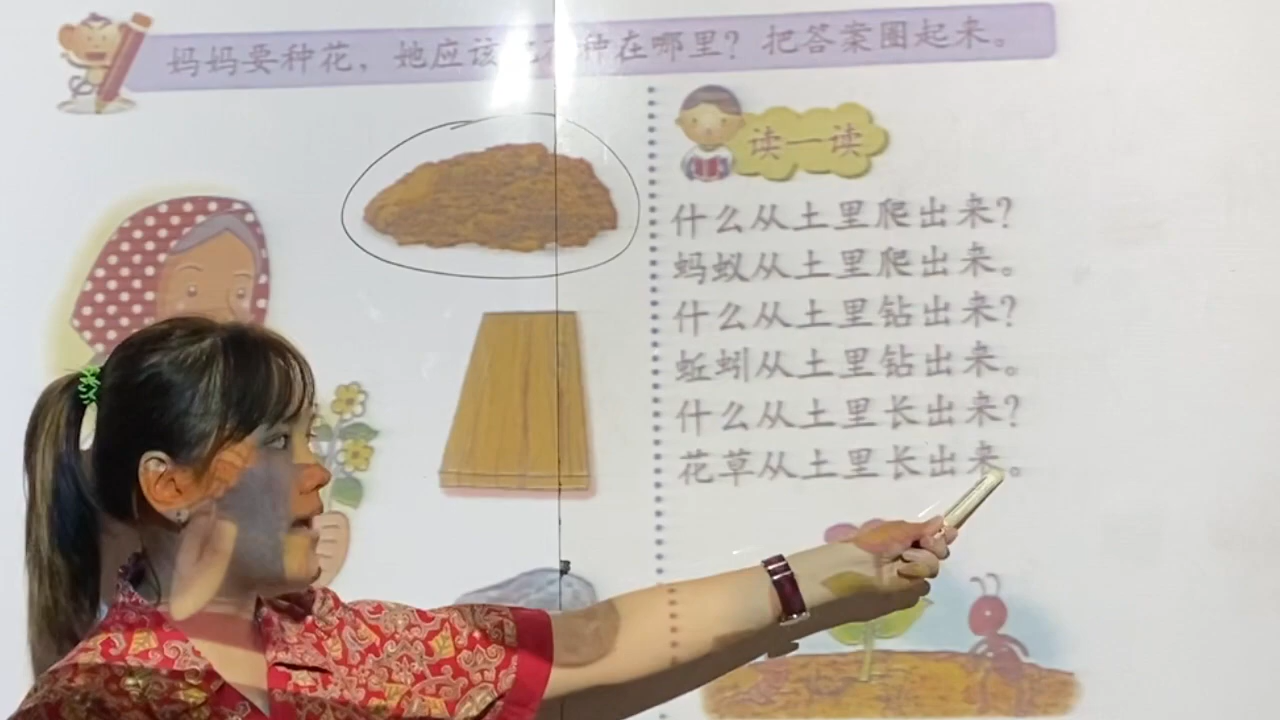 妈妈要种花，她应该把花种在哪里？把答案圈起来。
读一读
什么从土里爬出来？
蚂蚁从土里爬出来。
什么从土里钻出来？
蚯蚓从土里钻出来。
什么从土里长出来？
花草从土里长出来。